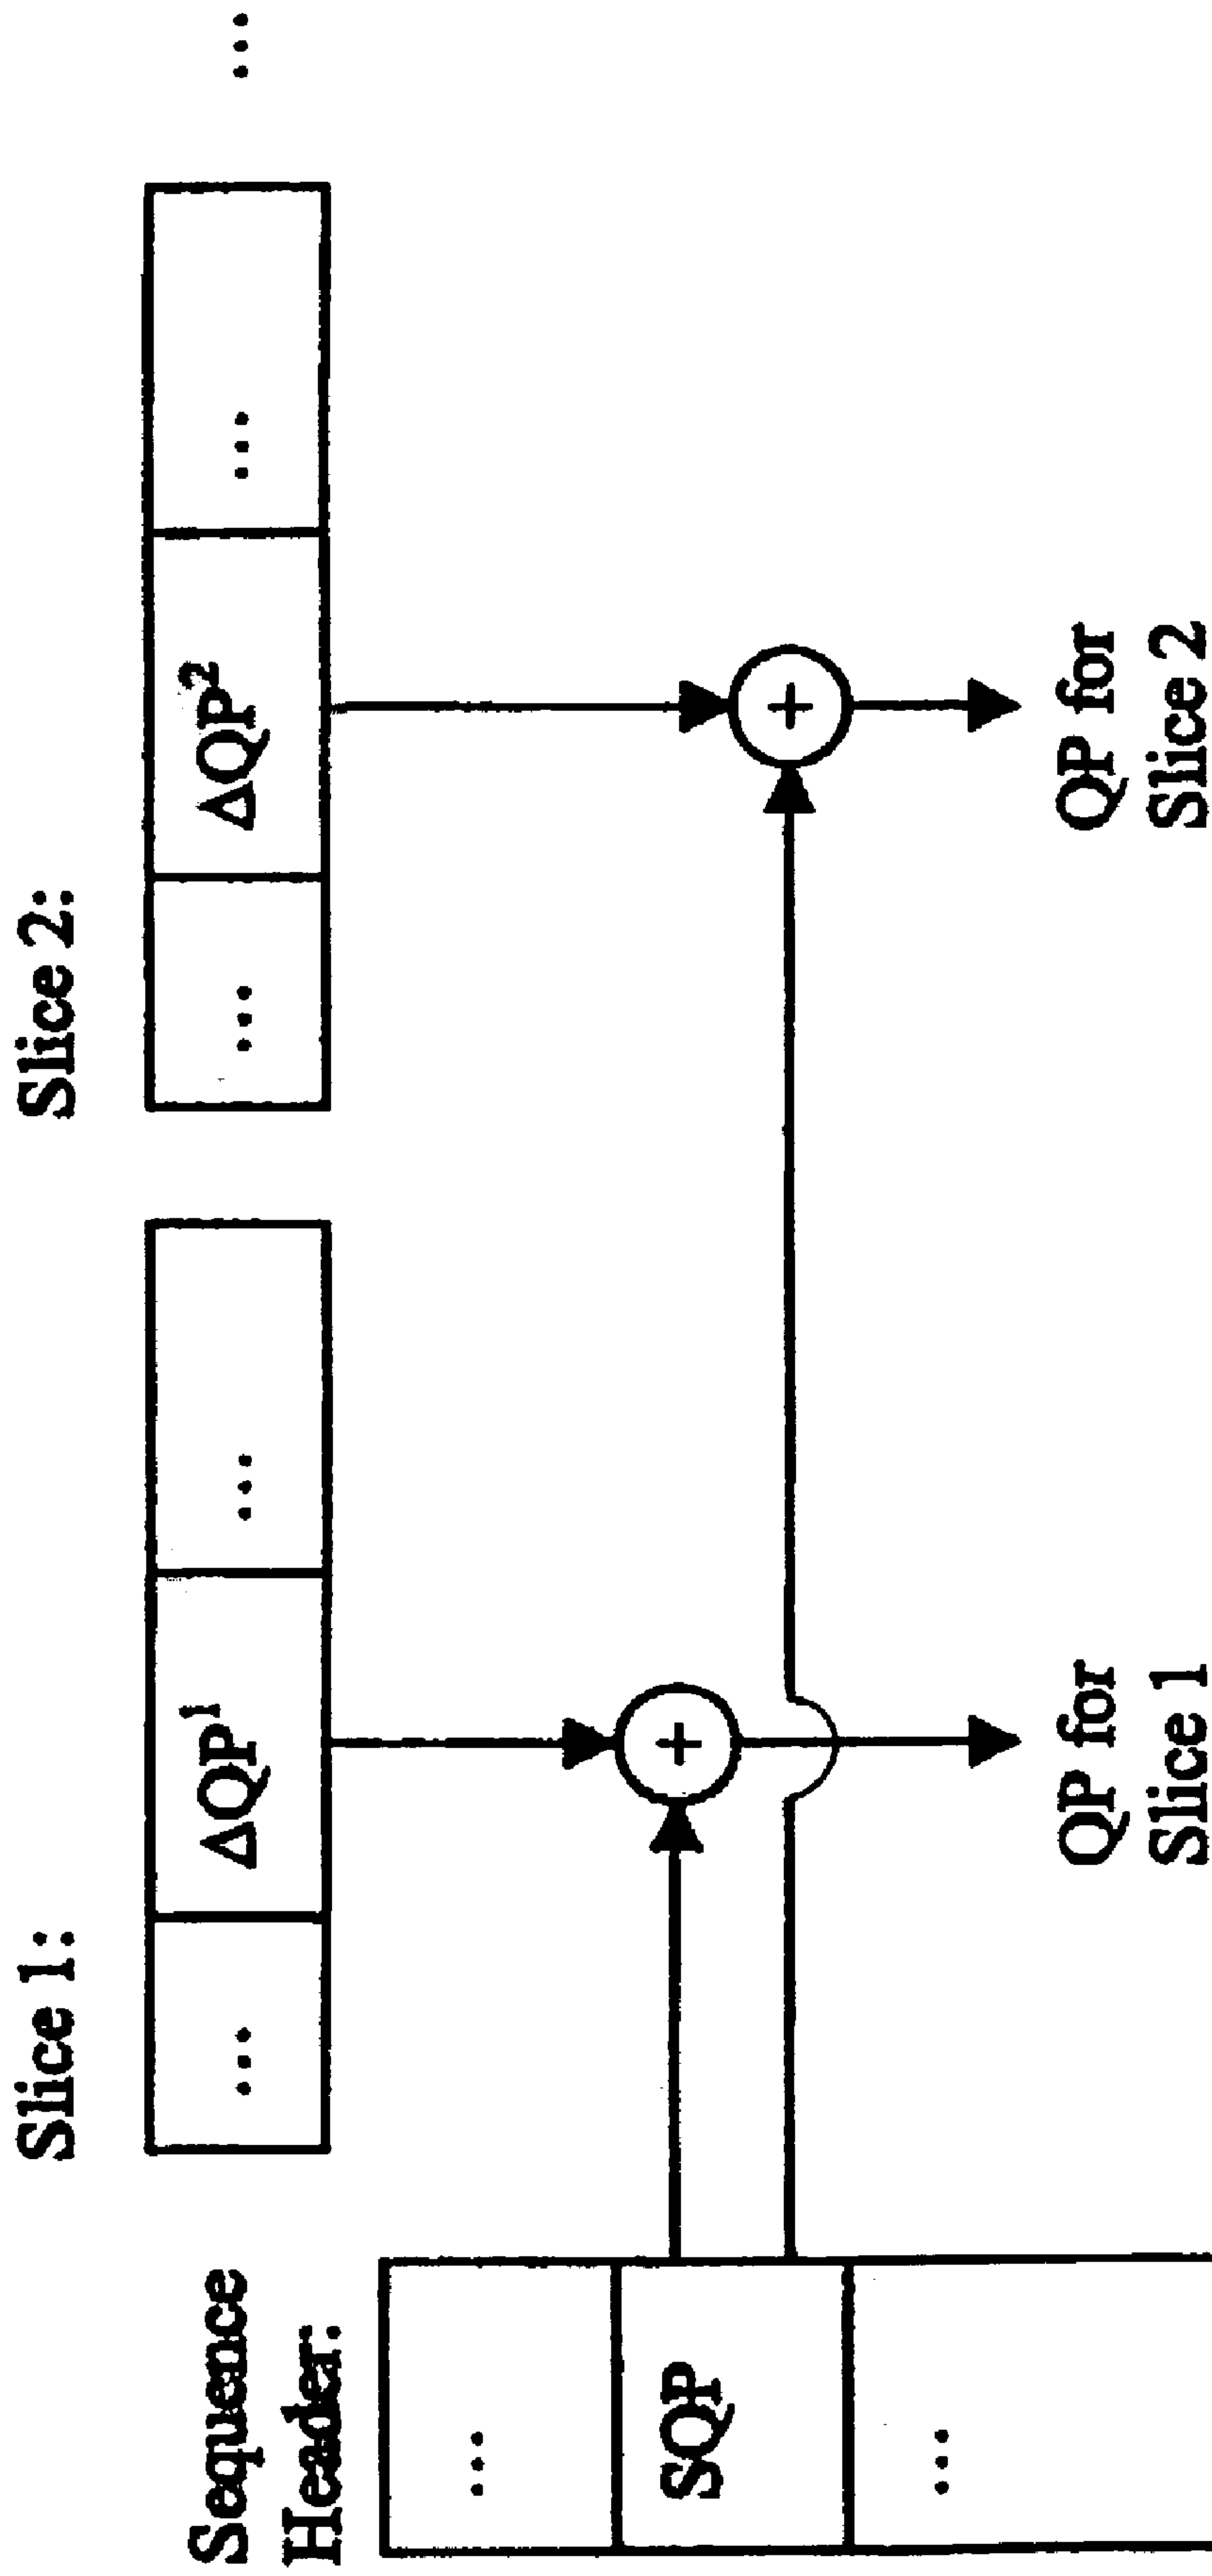 Sequence
Header:
...
SQP
...
Slice 1:
... ΔQP¹ ...
+
QP for
Slice 1
Slice 2:
... ΔQP² ...
+
QP for
Slice 2
...